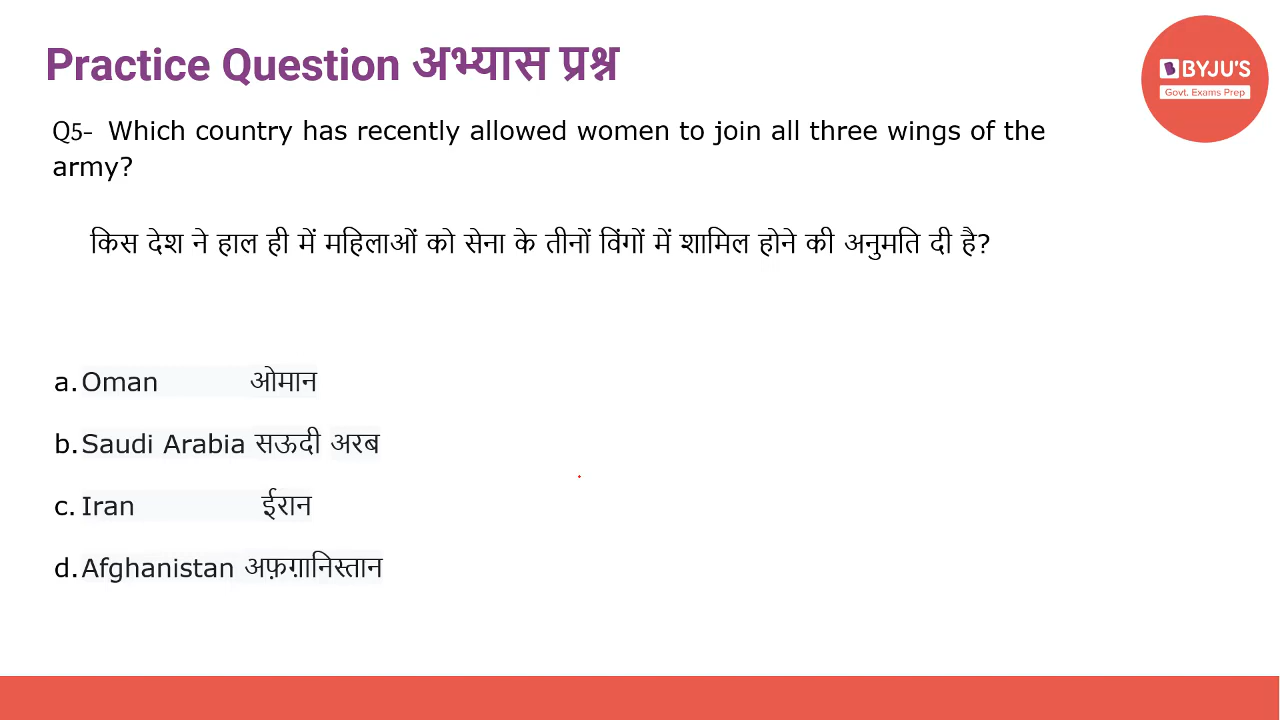 Practice Question अभ्यास प्रश्न
BYJU'S
Govt. Exams Prep
Q5- Which country has recently allowed women to join all three wings of the
army?
किस देश ने हाल ही में महिलाओं को सेना के तीनों विंगों में शामिल होने की अनुमति दी है?
a. Oman ओमान
b. Saudi Arabia सऊदी अरब
c. Iran ईरान
d. Afghanistan अफ़ग़ानिस्तान